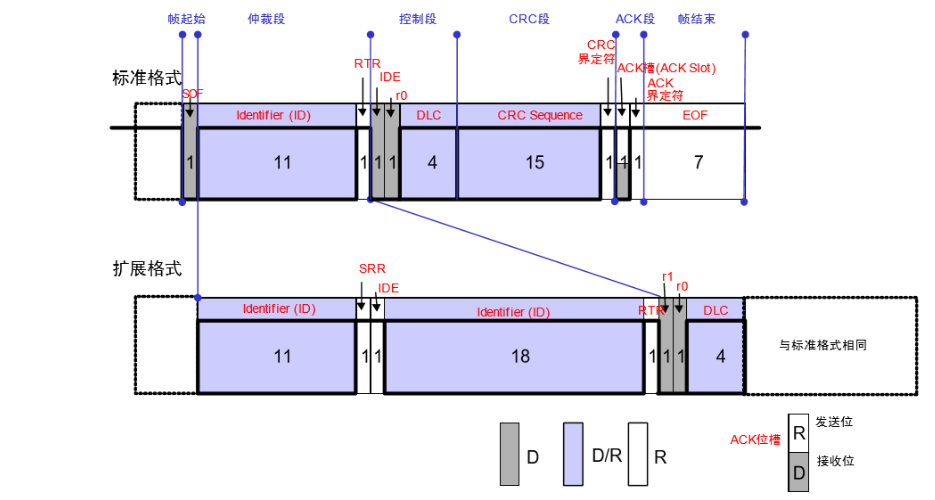 帧起始 仲裁段 控制段 CRC段 ACK段 帧结束
标准格式
SOF
RTR
IDE
r0
CRC
界定符
ACK槽(ACK Slot)
ACK
界定符
Identifier (ID) DLC CRC Sequence EOF
1 11 1 1 1 4 15 1 1 1 7
扩展格式
SRR
IDE
r1
r0
Identifier (ID) Identifier (ID) RTR DLC
11 1 1 18 1 1 1 4
与标准格式相同
D D/R R
ACK位槽
R 发送位
D 接收位